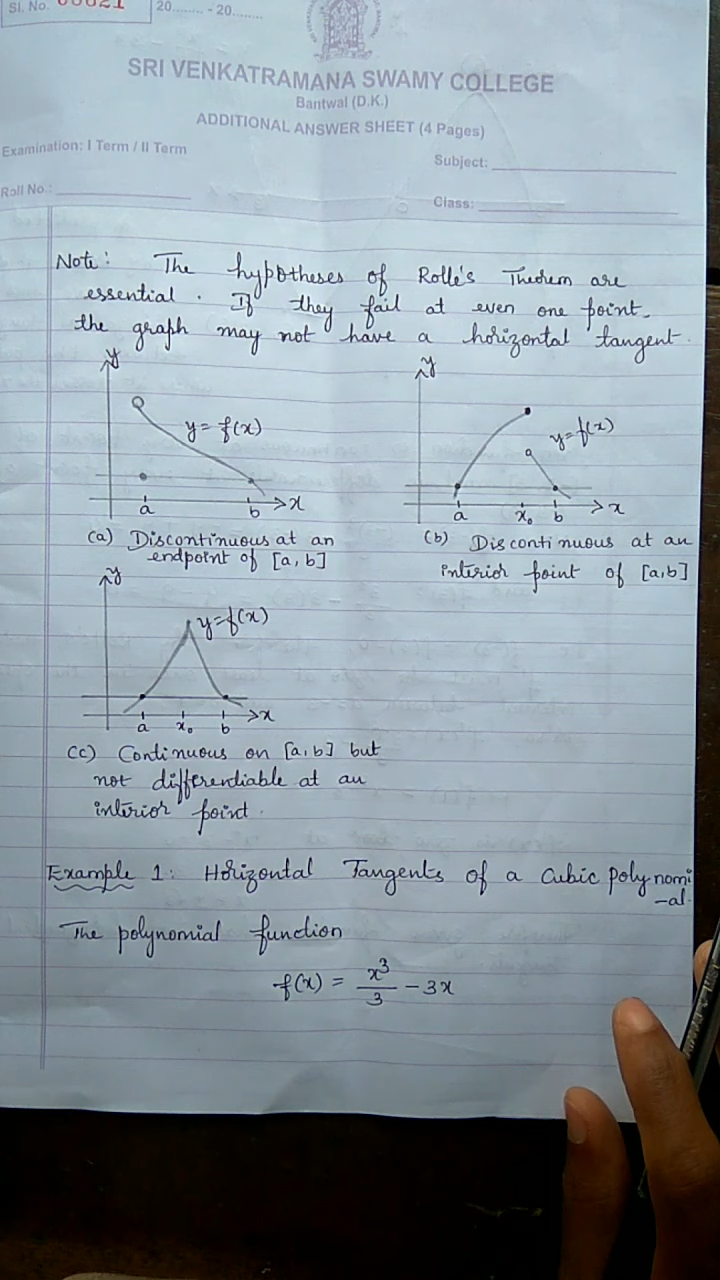 Sl. No.
20........ - 20........
SRI VENKATRAMANA SWAMY COLLEGE
Bantwal (D.K.)
ADDITIONAL ANSWER SHEET (4 Pages)
Examination: I Term / II Term
Subject:
Roll No.:
Class:
Note: The hypotheses of Rolle's Theorem are
essential. If they fail at even one point.
the graph may not have a horizontal tangent.
y
y = f(x)
a b x
(a) Discontinuous at an
endpoint of [a,b]
y
y=f(x)
a x₀ b x
(b) Discontinuous at an
interior point of [a,b]
y
y=f(x)
a x₀ b x
(c) Continuous on [a,b] but
not differentiable at an
interior point.
Example 1: Horizontal Tangents of a Cubic polynomi
-al.
The polynomial function
f(x) = x³/3 - 3x